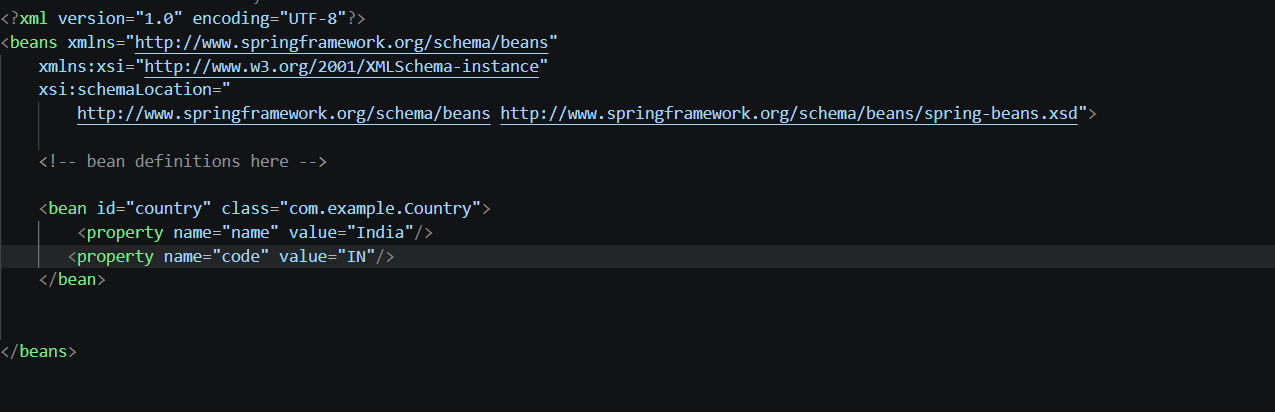 <?xml version="1.0" encoding="UTF-8"?>
<beans xmlns="http://www.springframework.org/schema/beans"
    xmlns:xsi="http://www.w3.org/2001/XMLSchema-instance"
    xsi:schemaLocation="
        http://www.springframework.org/schema/beans http://www.springframework.org/schema/beans/spring-beans.xsd">
    <!-- bean definitions here -->
    <bean id="country" class="com.example.Country">
        <property name="name" value="India"/>
       <property name="code" value="IN"/>
    </bean>
</beans>